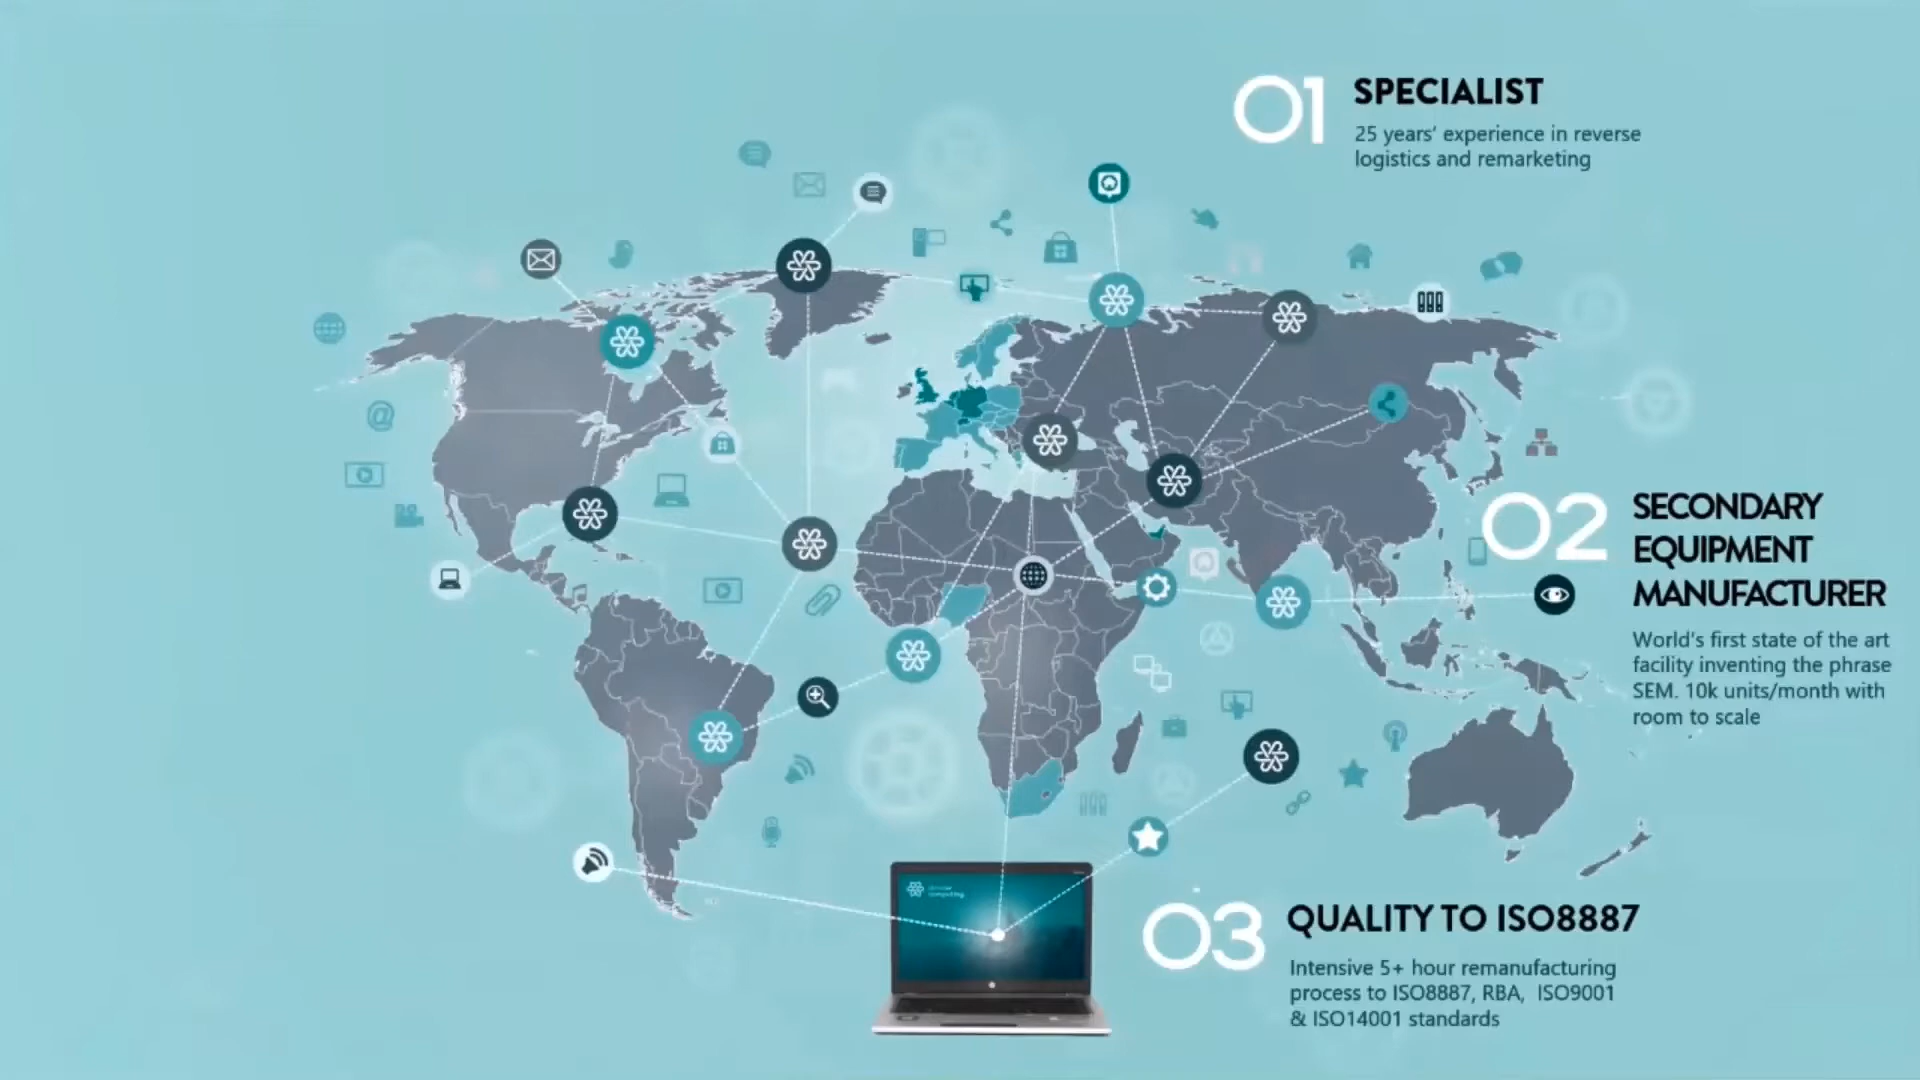 01
SPECIALIST
25 years' experience in reverse
logistics and remarketing
02
SECONDARY
EQUIPMENT
MANUFACTURER
World's first state of the art
facility inventing the phrase
SEM. 10k units/month with
room to scale
03
QUALITY TO ISO8887
Intensive 5+ hour remanufacturing
process to ISO8887, RBA, ISO9001
& ISO14001 standards
computing